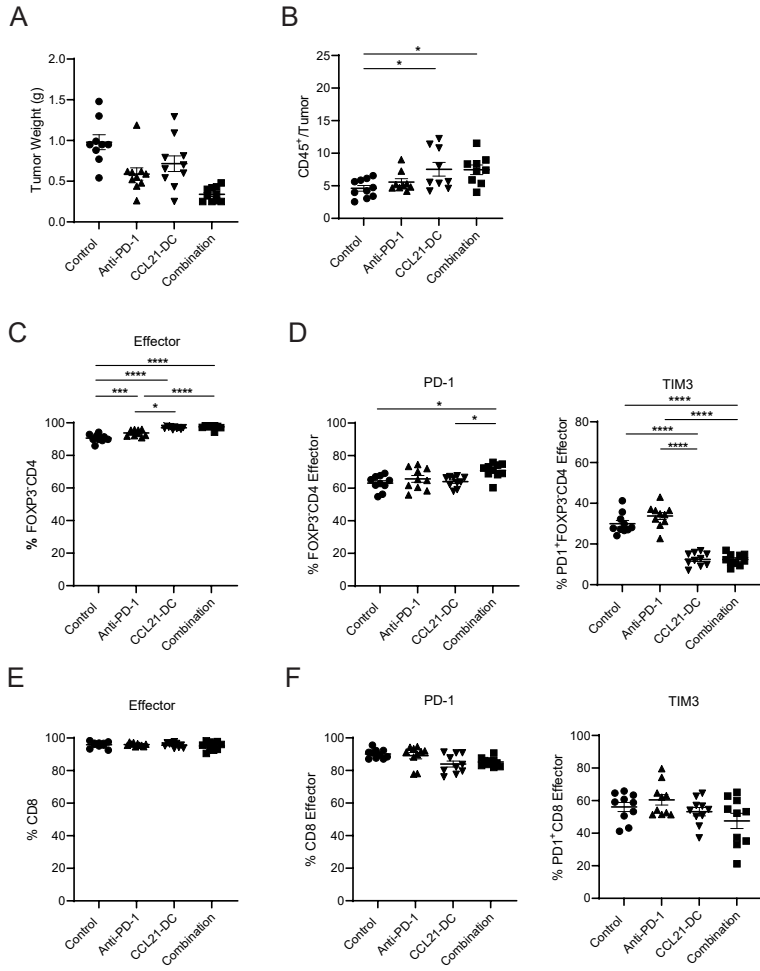 A
Tumor Weight (g)
2.0
1.5
1.0
0.5
0.0
Control
Anti-PD-1
CCL21-DC
Combination
B
CD45⁺/Tumor
25
20
15
10
5
0
*
*
Control
Anti-PD-1
CCL21-DC
Combination
C
Effector
****
****
*** ****
*
% FOXP3⁻CD4
100
80
60
40
20
0
Control
Anti-PD-1
CCL21-DC
Combination
D
PD-1
*
*
% FOXP3⁻CD4 Effector
100
80
60
40
20
0
Control
Anti-PD-1
CCL21-DC
Combination
TIM3
****
****
****
****
% PD1⁺FOXP3⁻CD4 Effector
80
60
40
20
0
Control
Anti-PD-1
CCL21-DC
Combination
E
Effector
% CD8
100
80
60
40
20
0
Control
Anti-PD-1
CCL21-DC
Combination
F
PD-1
% CD8 Effector
100
80
60
40
20
0
Control
Anti-PD-1
CCL21-DC
Combination
TIM3
% PD1⁺CD8 Effector
100
80
60
40
20
0
Control
Anti-PD-1
CCL21-DC
Combination